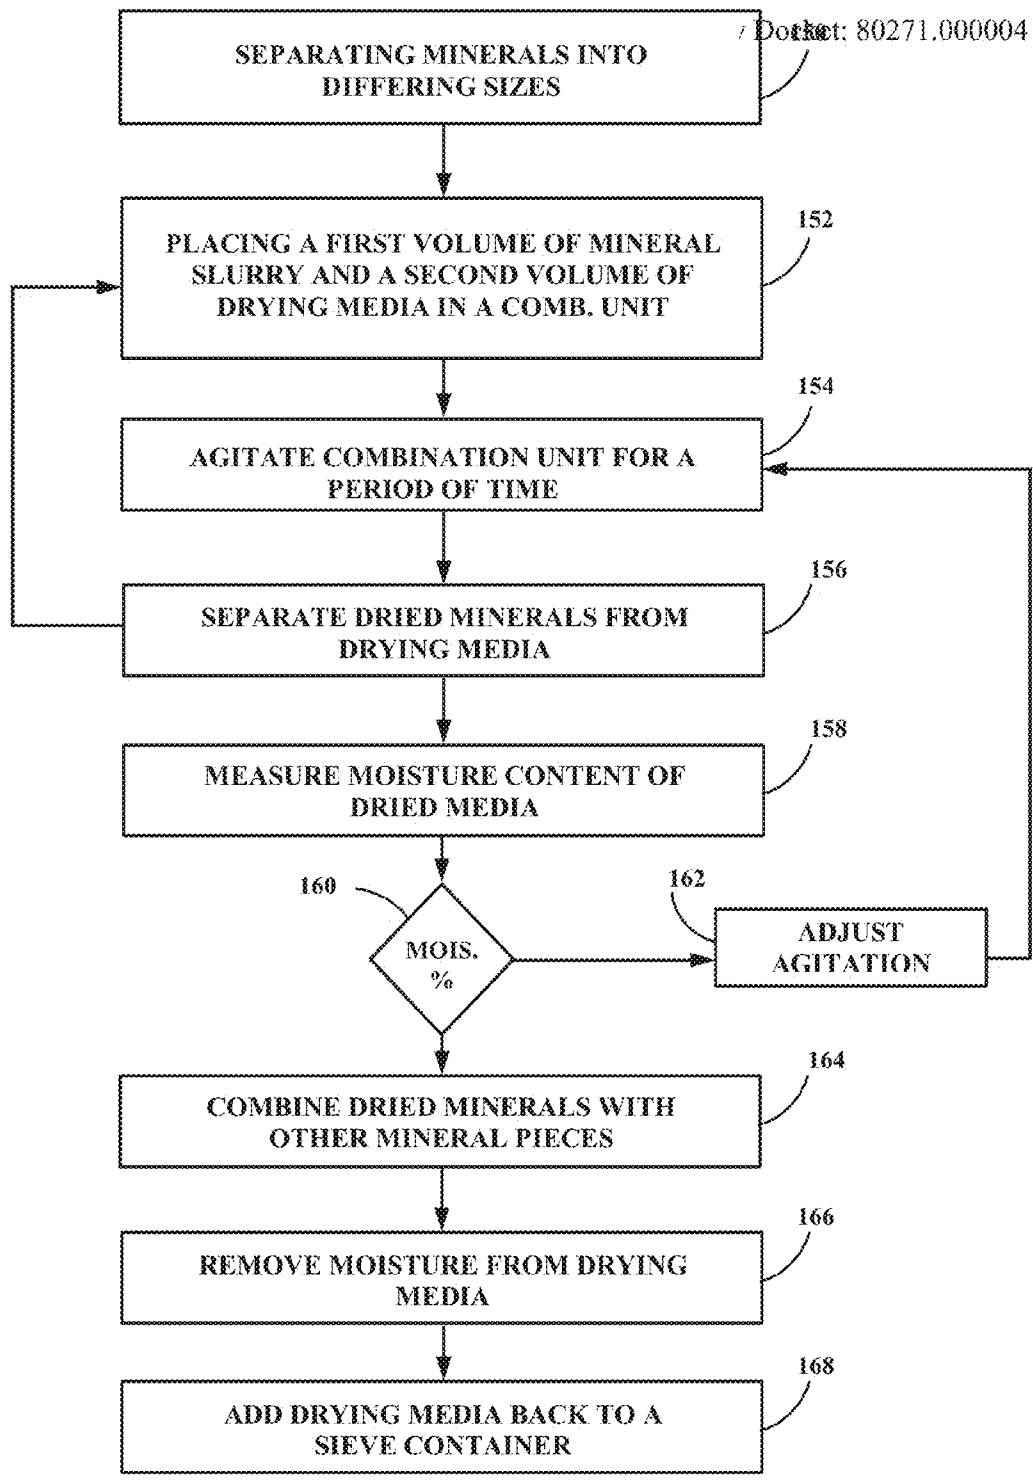 Docket: 80271.000004
SEPARATING MINERALS INTO
DIFFERING SIZES
152
PLACING A FIRST VOLUME OF MINERAL
SLURRY AND A SECOND VOLUME OF
DRYING MEDIA IN A COMB. UNIT
154
AGITATE COMBINATION UNIT FOR A
PERIOD OF TIME
156
SEPARATE DRIED MINERALS FROM
DRYING MEDIA
158
MEASURE MOISTURE CONTENT OF
DRIED MEDIA
160
MOIS.
%
162
ADJUST
AGITATION
164
COMBINE DRIED MINERALS WITH
OTHER MINERAL PIECES
166
REMOVE MOISTURE FROM DRYING
MEDIA
168
ADD DRYING MEDIA BACK TO A
SIEVE CONTAINER